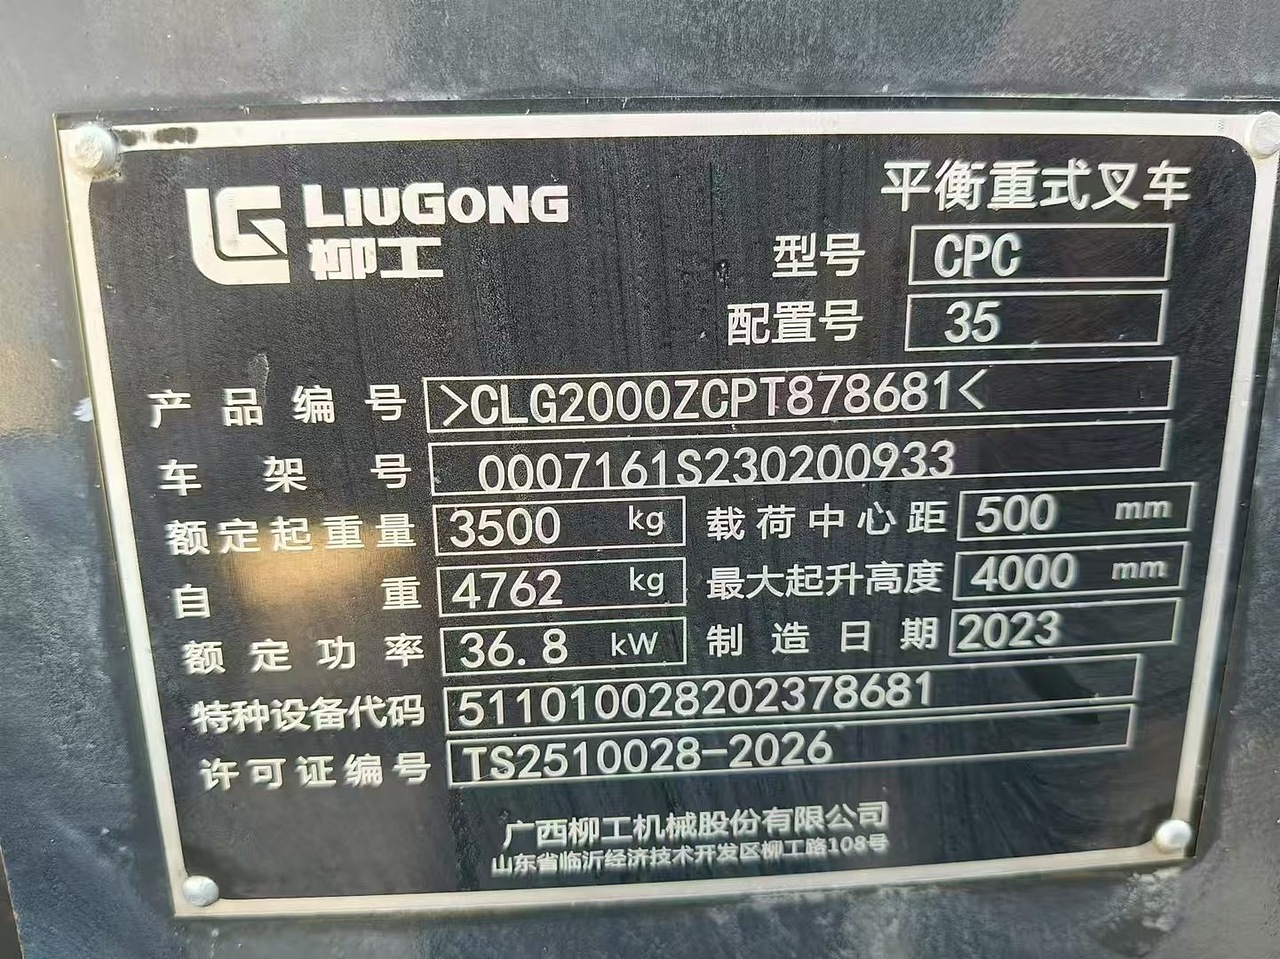 LIUGONG
柳工
平衡重式叉车
型号 CPC
配置号 35
产品编号 >CLG2000ZCPT878681<
车架号 0007161S230200933
额定起重量 3500 kg 载荷中心距 500 mm
自重 4762 kg 最大起升高度 4000 mm
额定功率 36.8 kW 制造日期 2023
特种设备代码 511010028202378681
许可证编号 TS2510028-2026
广西柳工机械股份有限公司
山东省临沂经济技术开发区柳工路108号